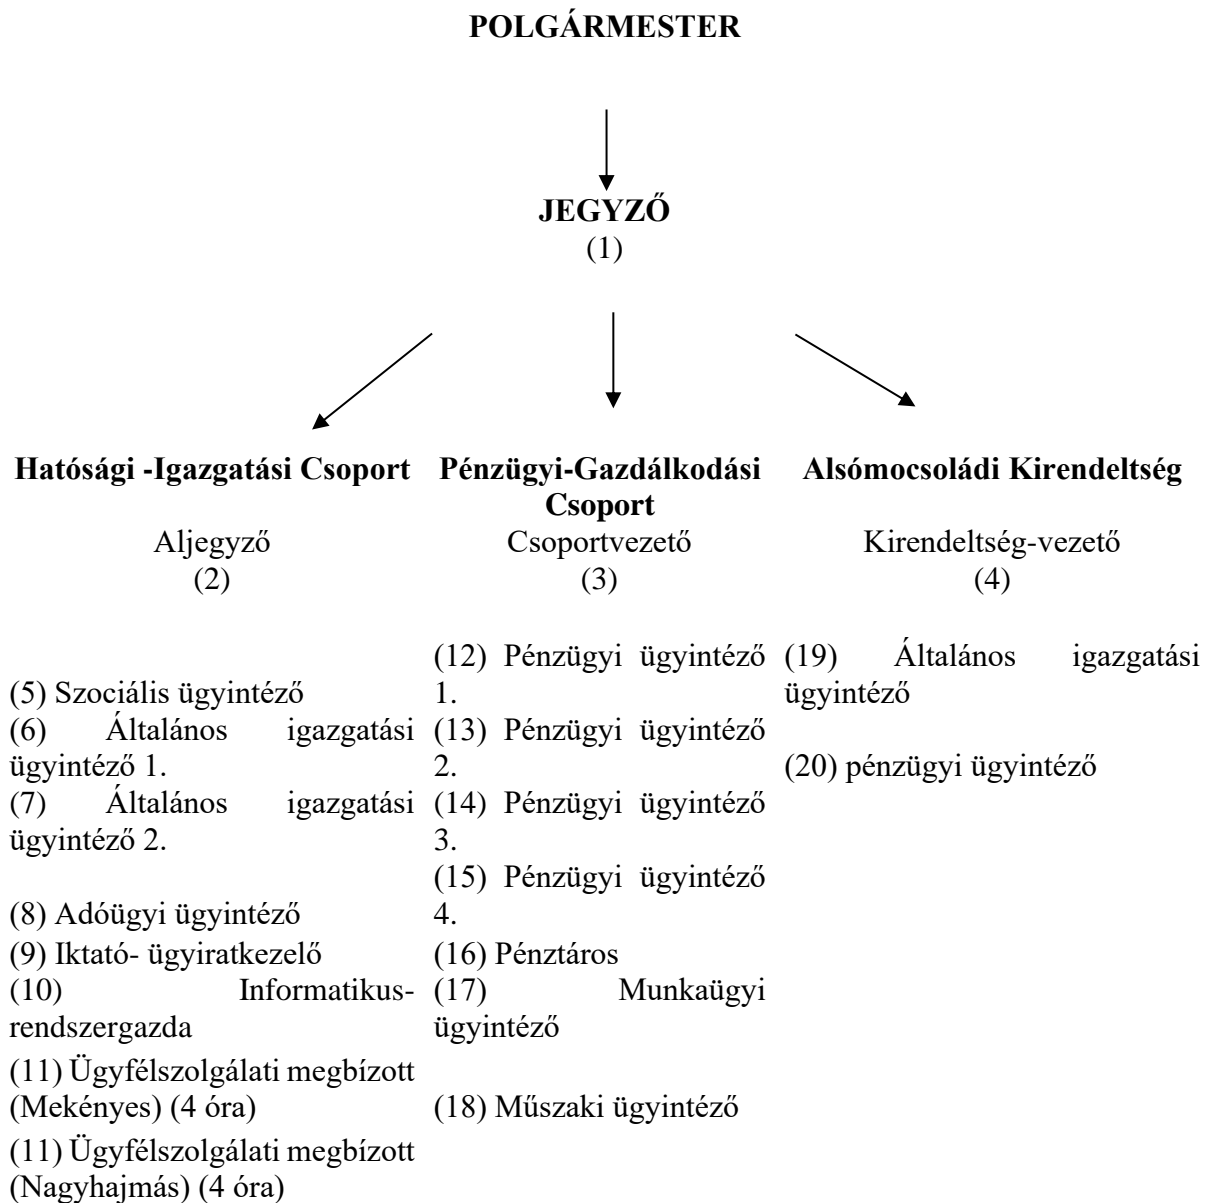 POLGÁRMESTER
JEGYZŐ
(1)
Hatósági -Igazgatási Csoport
Aljegyző
(2)
(5) Szociális ügyintéző
(6) Általános igazgatási
ügyintéző 1.
(7) Általános igazgatási
ügyintéző 2.
(8) Adóügyi ügyintéző
(9) Iktató- ügyiratkezelő
(10) Informatikus-
rendszergazda
(11) Ügyfélszolgálati megbízott
(Mekényes) (4 óra)
(11) Ügyfélszolgálati megbízott
(Nagyhajmás) (4 óra)
Pénzügyi-Gazdálkodási
Csoport
Csoportvezető
(3)
(12) Pénzügyi ügyintéző
1.
(13) Pénzügyi ügyintéző
2.
(14) Pénzügyi ügyintéző
3.
(15) Pénzügyi ügyintéző
4.
(16) Pénztáros
(17) Munkaügyi
ügyintéző
(18) Műszaki ügyintéző
Alsómocsoládi Kirendeltség
Kirendeltség-vezető
(4)
(19) Általános igazgatási
ügyintéző
(20) pénzügyi ügyintéző